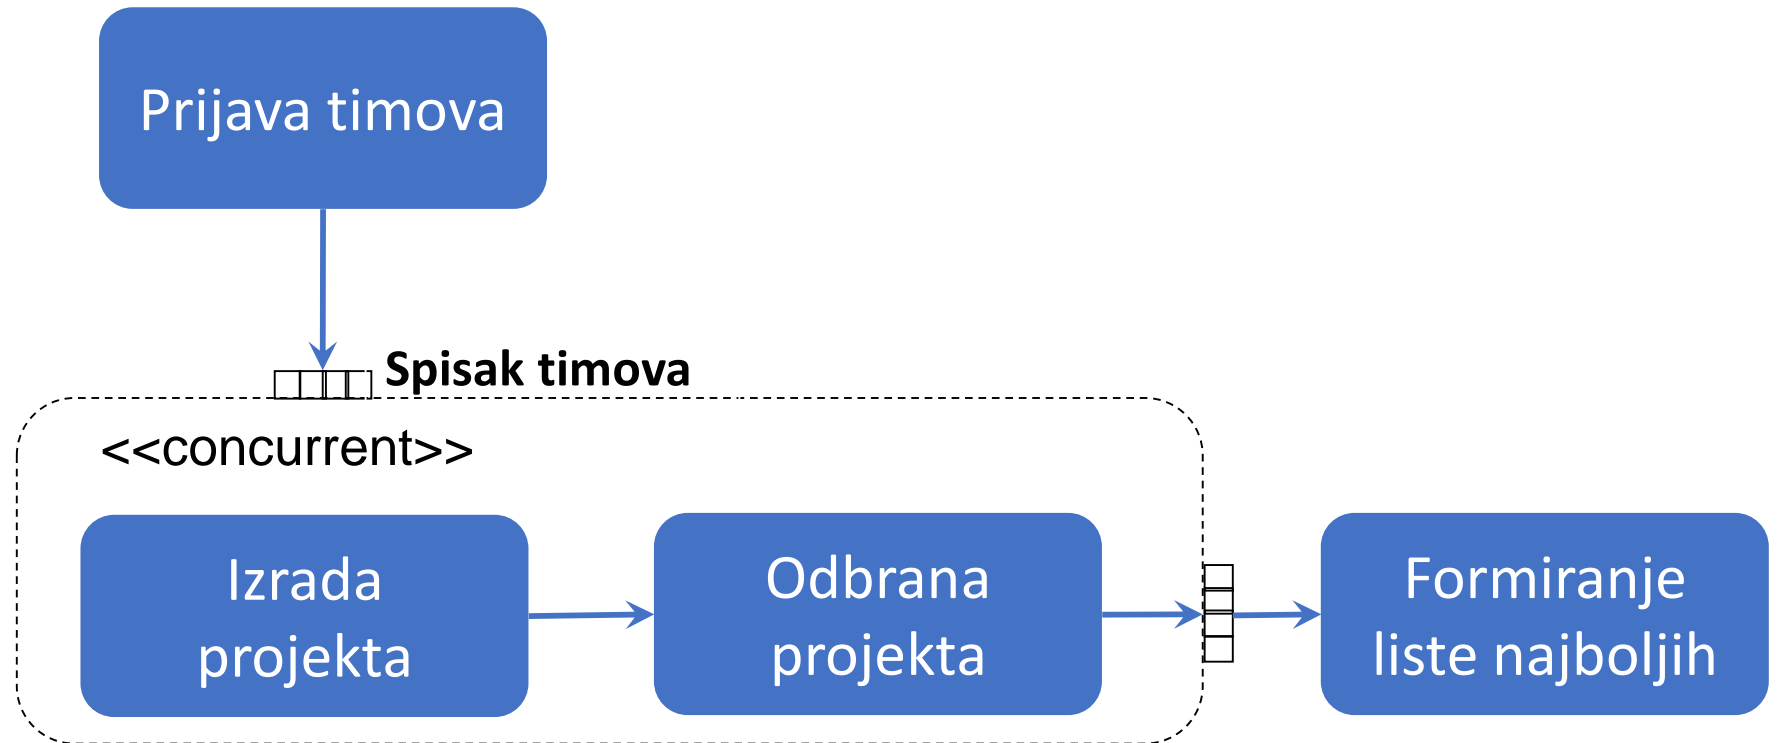 Prijava timova
Spisak timova
<<concurrent>>
Izrada
projekta
Odbrana
projekta
Formiranje
liste najboljih